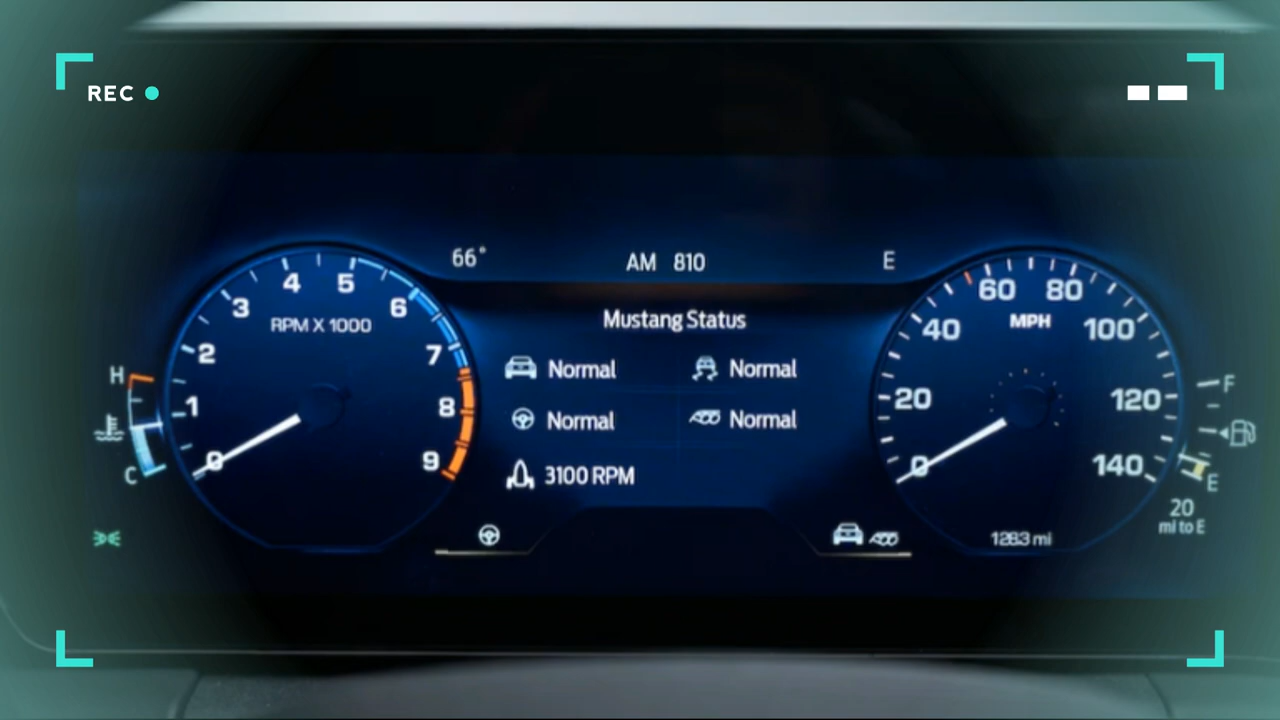 REC
66° AM 810 E
4 5
3 6
RPM X 1000
2 7
1 8
0 9
H
C
Mustang Status
Normal Normal
Normal Normal
3100 RPM
60 80
40 MPH 100
20 120
0 140
F
E
20
mi to E
1283 mi